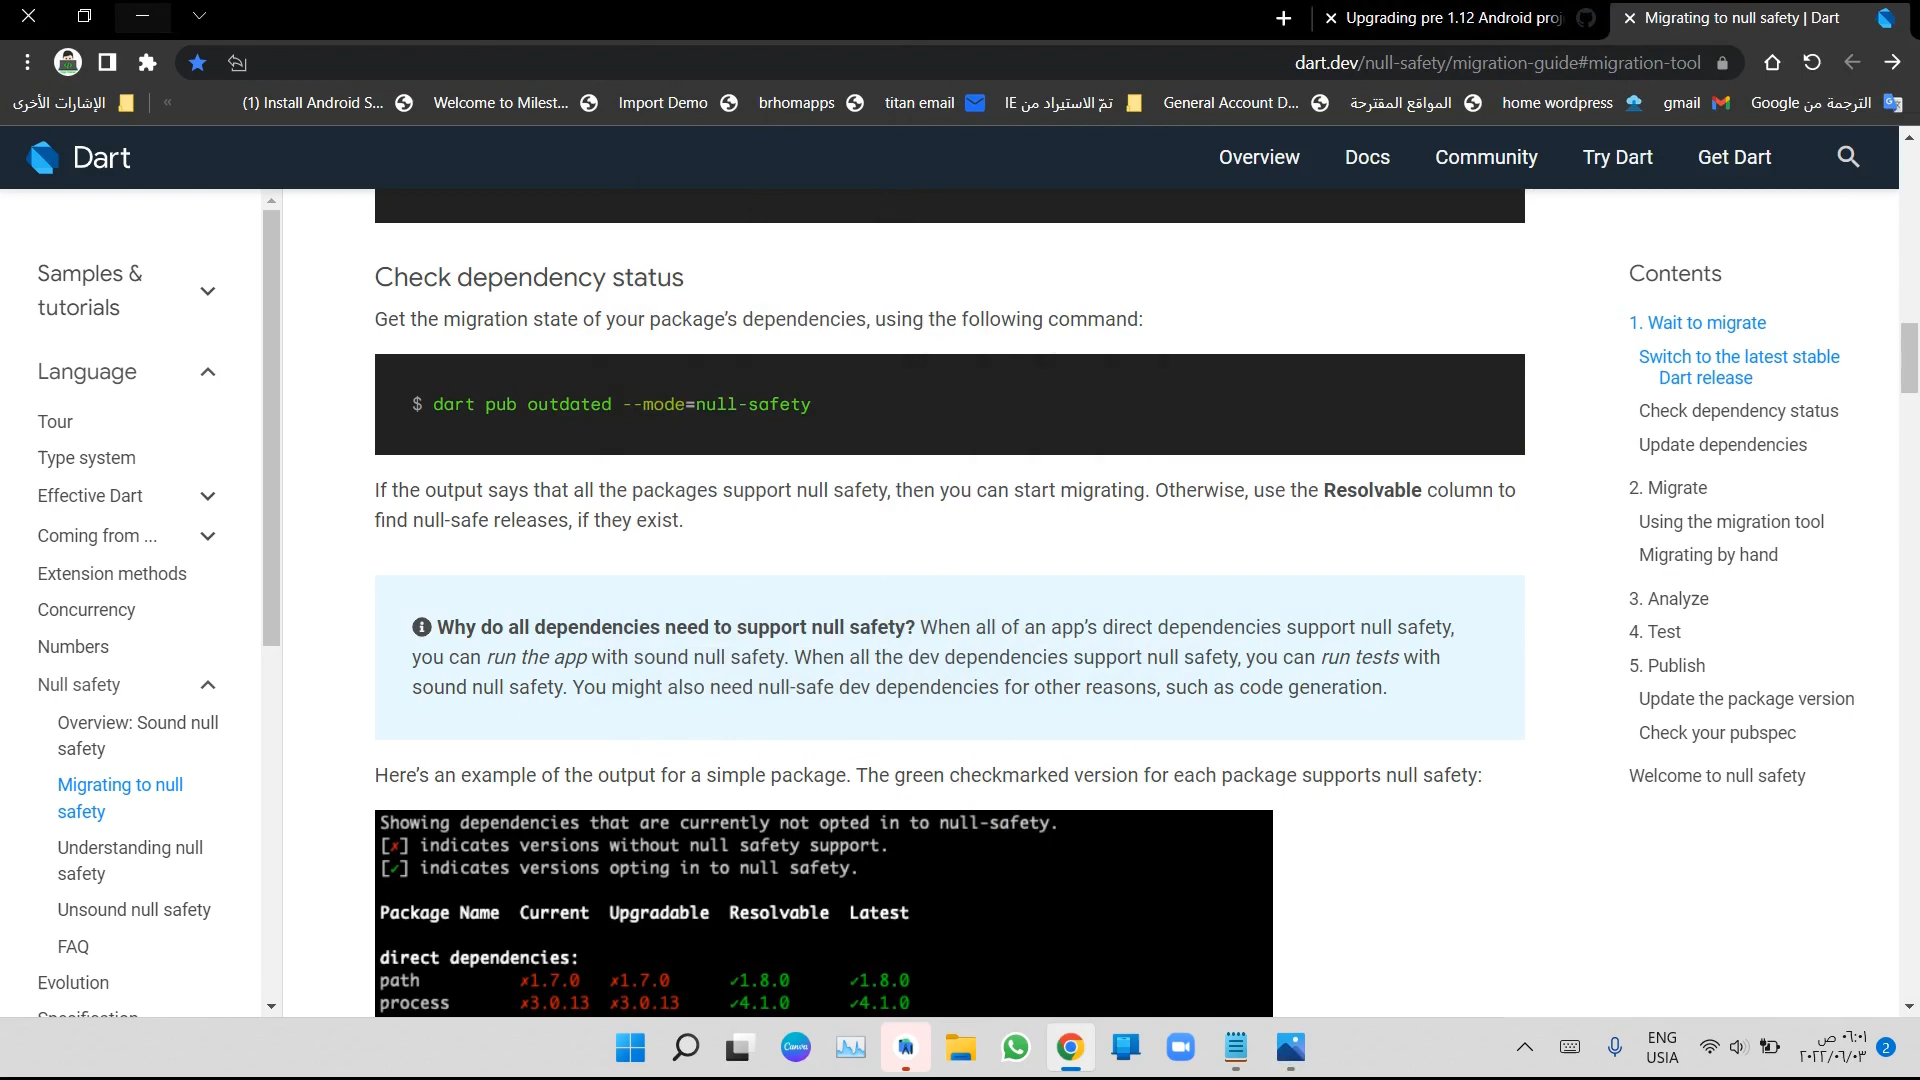 Upgrading pre 1.12 Android proj
Migrating to null safety | Dart
dart.dev/null-safety/migration-guide#migration-tool
الإشارات الأخرى
«
(1) Install Android S...
Welcome to Milest...
Import Demo
brhomapps
titan email
تمّ الاستيراد من IE
General Account D...
المواقع المقترحة
home wordpress
gmail
الترجمة من Google
Dart
Overview
Docs
Community
Try Dart
Get Dart
Samples &
tutorials
Language
Tour
Type system
Effective Dart
Coming from ...
Extension methods
Concurrency
Numbers
Null safety
Overview: Sound null
safety
Migrating to null
safety
Understanding null
safety
Unsound null safety
FAQ
Evolution
Specification
Check dependency status
Get the migration state of your package’s dependencies, using the following command:
$ dart pub outdated --mode=null-safety
If the output says that all the packages support null safety, then you can start migrating. Otherwise, use the Resolvable column to
find null-safe releases, if they exist.
Why do all dependencies need to support null safety? When all of an app’s direct dependencies support null safety,
you can run the app with sound null safety. When all the dev dependencies support null safety, you can run tests with
sound null safety. You might also need null-safe dev dependencies for other reasons, such as code generation.
Here’s an example of the output for a simple package. The green checkmarked version for each package supports null safety:
Showing dependencies that are currently not opted in to null-safety.
[✗] indicates versions without null safety support.
[✓] indicates versions opting in to null safety.
Package Name Current Upgradable Resolvable Latest
direct dependencies:
path ✗1.7.0 ✗1.7.0 ✓1.8.0 ✓1.8.0
process ✗3.0.13 ✗3.0.13 ✓4.1.0 ✓4.1.0
Contents
1. Wait to migrate
Switch to the latest stable
Dart release
Check dependency status
Update dependencies
2. Migrate
Using the migration tool
Migrating by hand
3. Analyze
4. Test
5. Publish
Update the package version
Check your pubspec
Welcome to null safety
Canva
ENG
USIA
٠٦:٠١ ص
٢٠٢٢/٠٦/٠٣
2